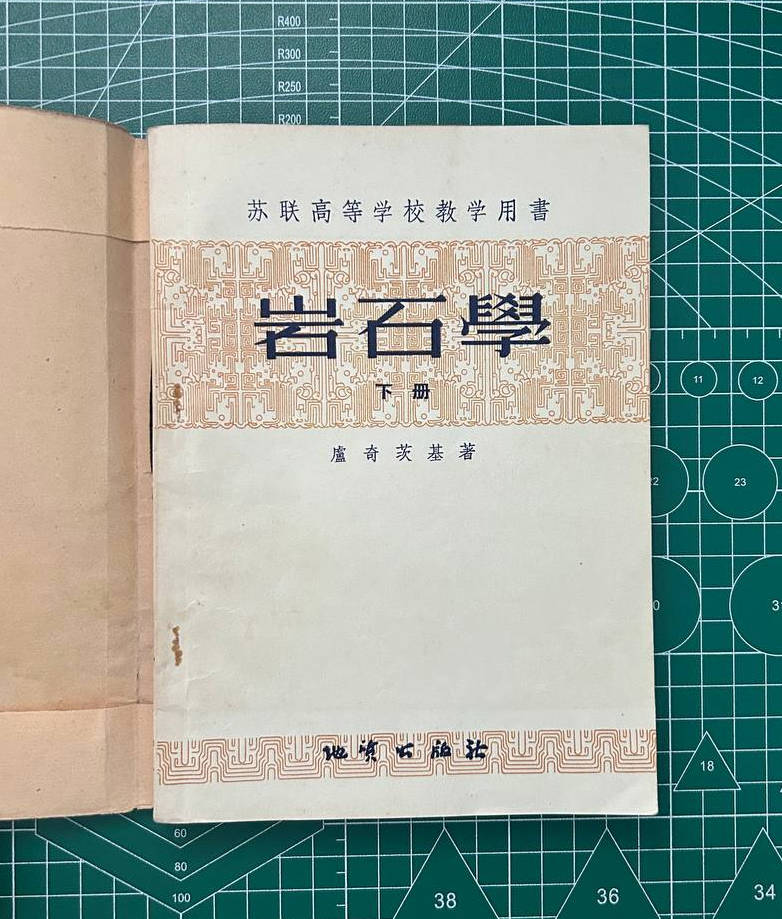 R400
R300
R250
R200
苏联高等学校教学用書
岩石學
下册
盧奇茨基著
11
12
23
地質出版社
18
60
80
100
38
36
34